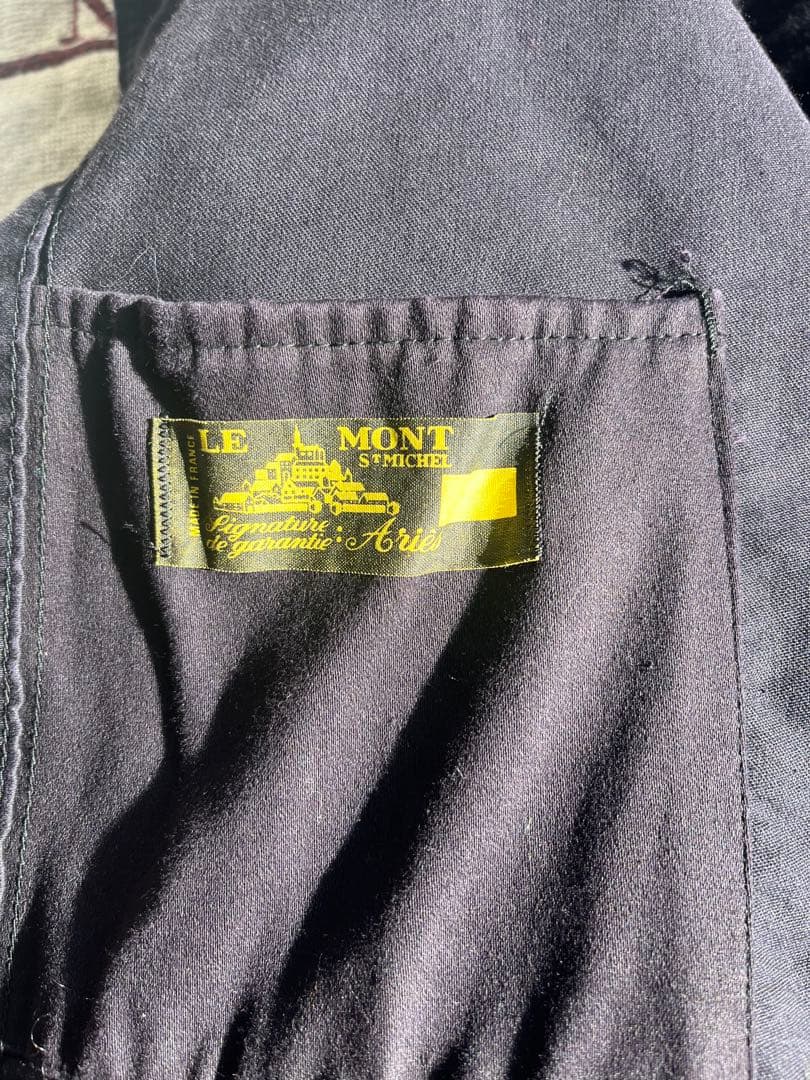 LE MONT
ST MICHEL
MADE IN FRANCE
Signature
de garantie : Ariès